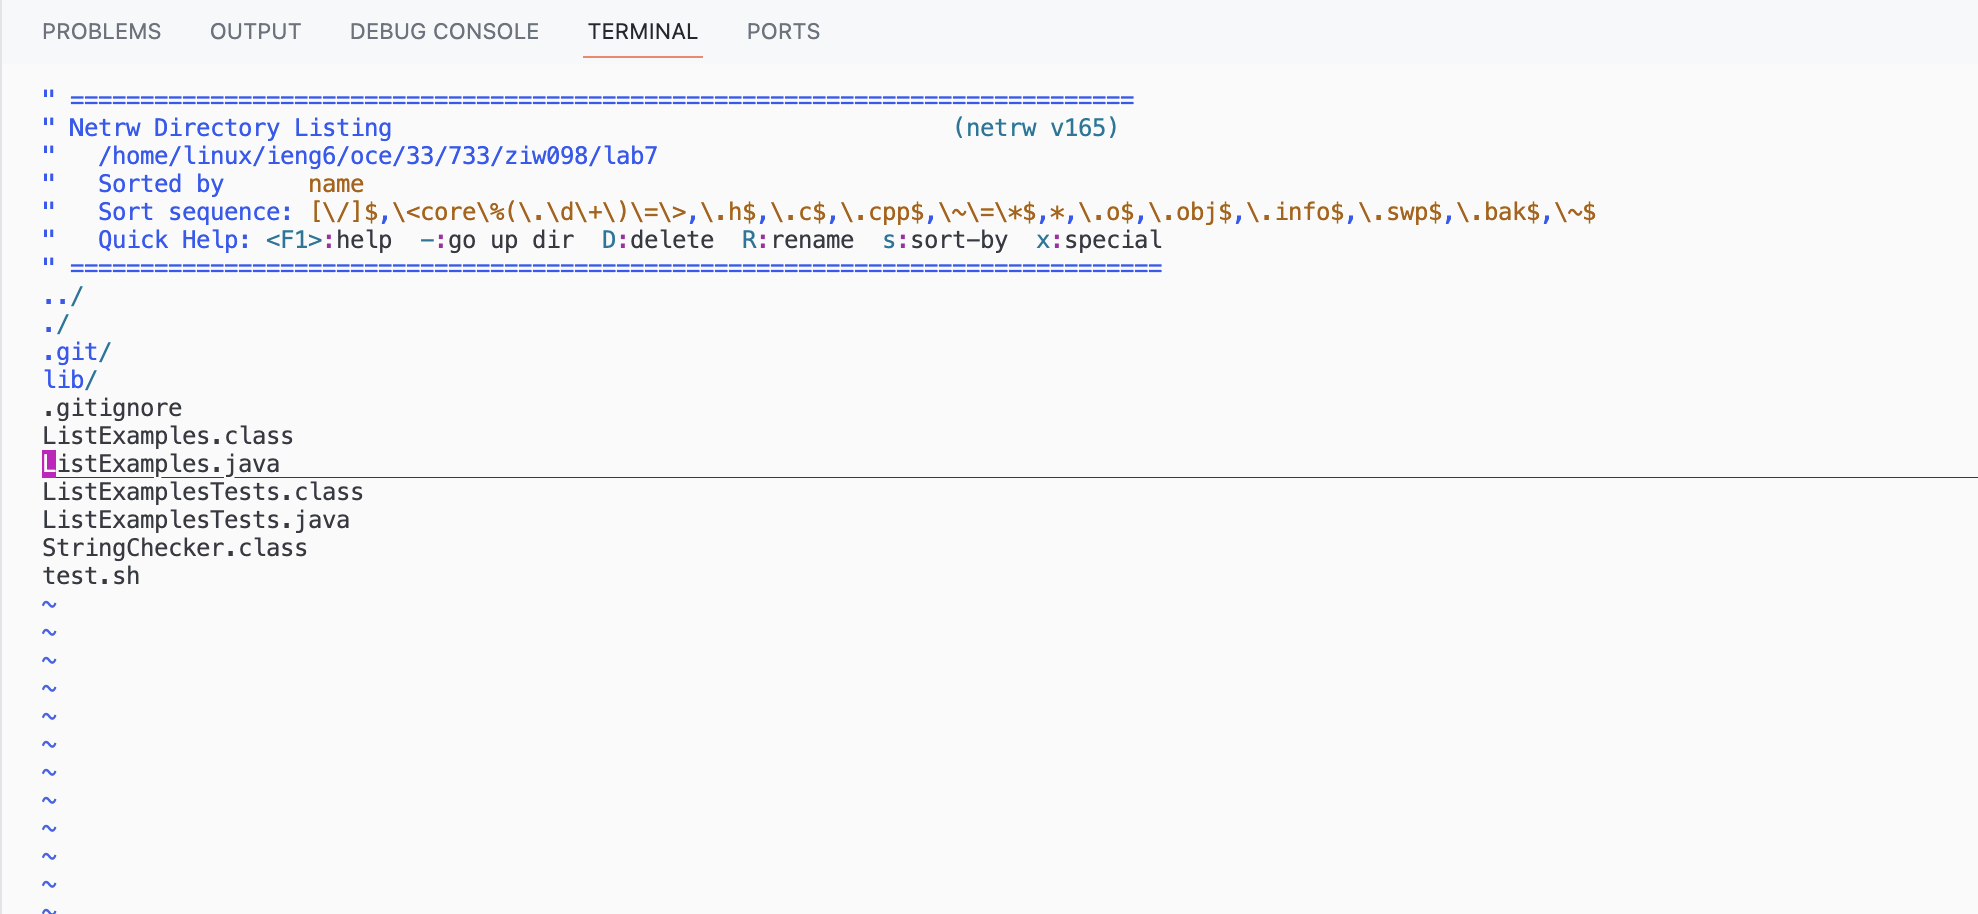 PROBLEMS OUTPUT DEBUG CONSOLE TERMINAL PORTS
" ============================================================================
" Netrw Directory Listing                                        (netrw v165)
"   /home/linux/ieng6/oce/33/733/ziw098/lab7
"   Sorted by      name
"   Sort sequence: [\/]$,\<core\%(\.\d\+\)\=\>,\.h$,\.c$,\.cpp$,\~\=\*$,*,\.o$,\.obj$,\.info$,\.swp$,\.bak$,\~$
"   Quick Help: <F1>:help  -:go up dir  D:delete  R:rename  s:sort-by  x:special
" ==============================================================================
../
./
.git/
lib/
.gitignore
ListExamples.class
ListExamples.java
ListExamplesTests.class
ListExamplesTests.java
StringChecker.class
test.sh
~
~
~
~
~
~
~
~
~
~
~
~